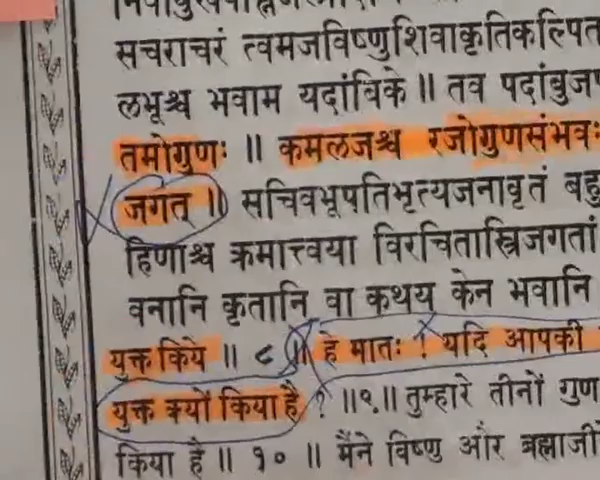 सचराचरं त्वमजविष्णुशिवाकृतिकल्पित
लभूश्च भवाम यदांबिके ॥ तव पदांबुज
तमोगुणः ॥ कमलजश्च रजोगुणसंभवः
जगत् ॥ सचिवभूपतिभृत्यजनावृतं बहु
हिणाश्च क्रमात्त्वया विरचितास्त्रिजगतां
वनानि कृतानि वा कथय केन भवानि
युक्त किये ॥ ८ ॥ हे मातः ! यदि आपकी
युक्त क्यों किया है ? ॥९॥ तुम्हारे तीनों गुण
किया है ॥ १० ॥ मैंने विष्णु और ब्रह्माजी